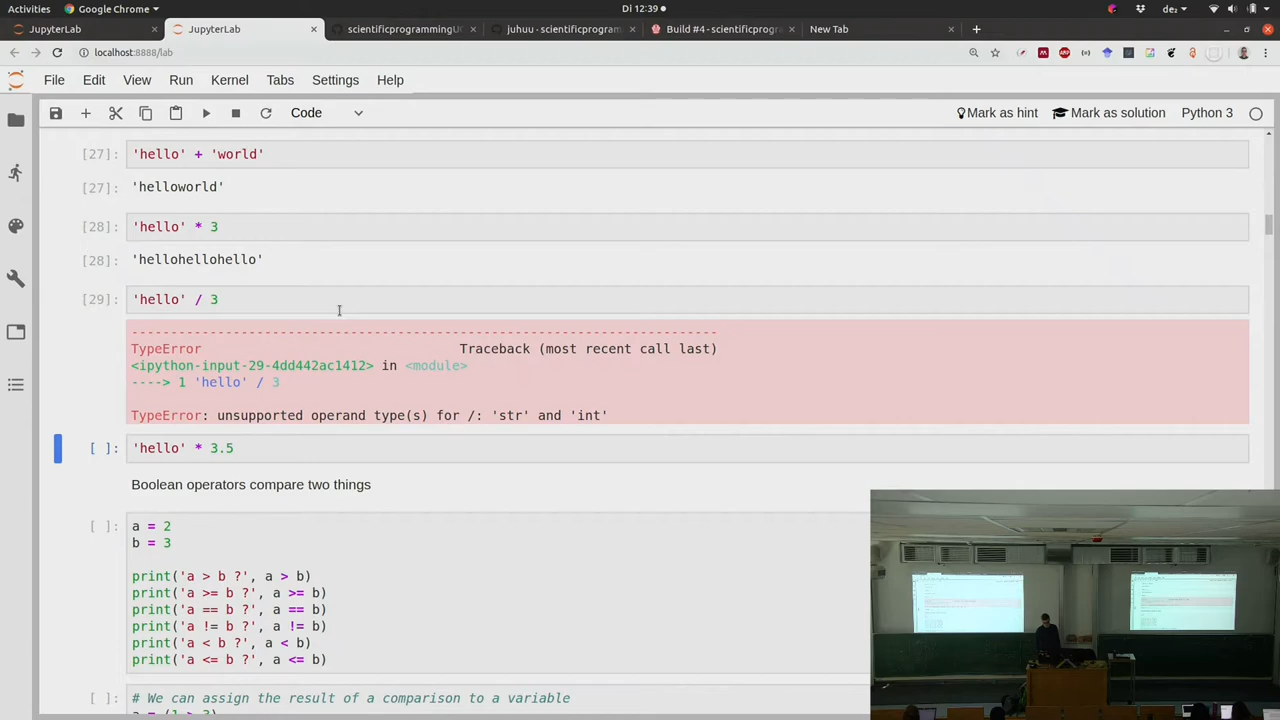 Activities
Google Chrome
Di 12:39
de₂
JupyterLab
JupyterLab
scientificprogrammingU
juhuu - scientificprogram
Build #4 - scientificprogra
New Tab
localhost:8888/lab
File Edit View Run Kernel Tabs Settings Help
Code
Mark as hint
Mark as solution
Python 3
[27]: 'hello' + 'world'
[27]: 'helloworld'
[28]: 'hello' * 3
[28]: 'hellohellohello'
[29]: 'hello' / 3
---------------------------------------------------------------------------
TypeError Traceback (most recent call last)
<ipython-input-29-4dd442ac1412> in <module>
----> 1 'hello' / 3
TypeError: unsupported operand type(s) for /: 'str' and 'int'
[ ]: 'hello' * 3.5
Boolean operators compare two things
[ ]: a = 2
b = 3
print('a > b ?', a > b)
print('a >= b ?', a >= b)
print('a == b ?', a == b)
print('a != b ?', a != b)
print('a < b ?', a < b)
print('a <= b ?', a <= b)
[ ]: # We can assign the result of a comparison to a variable
a = (1 > 3)